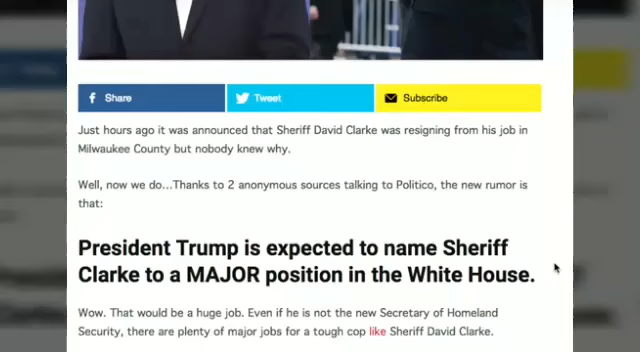 Share
Tweet
Subscribe
Just hours ago it was announced that Sheriff David Clarke was resigning from his job in
Milwaukee County but nobody knew why.
Well, now we do...Thanks to 2 anonymous sources talking to Politico, the new rumor is
that:
President Trump is expected to name Sheriff
Clarke to a MAJOR position in the White House.
Wow. That would be a huge job. Even if he is not the new Secretary of Homeland
Security, there are plenty of major jobs for a tough cop like Sheriff David Clarke.